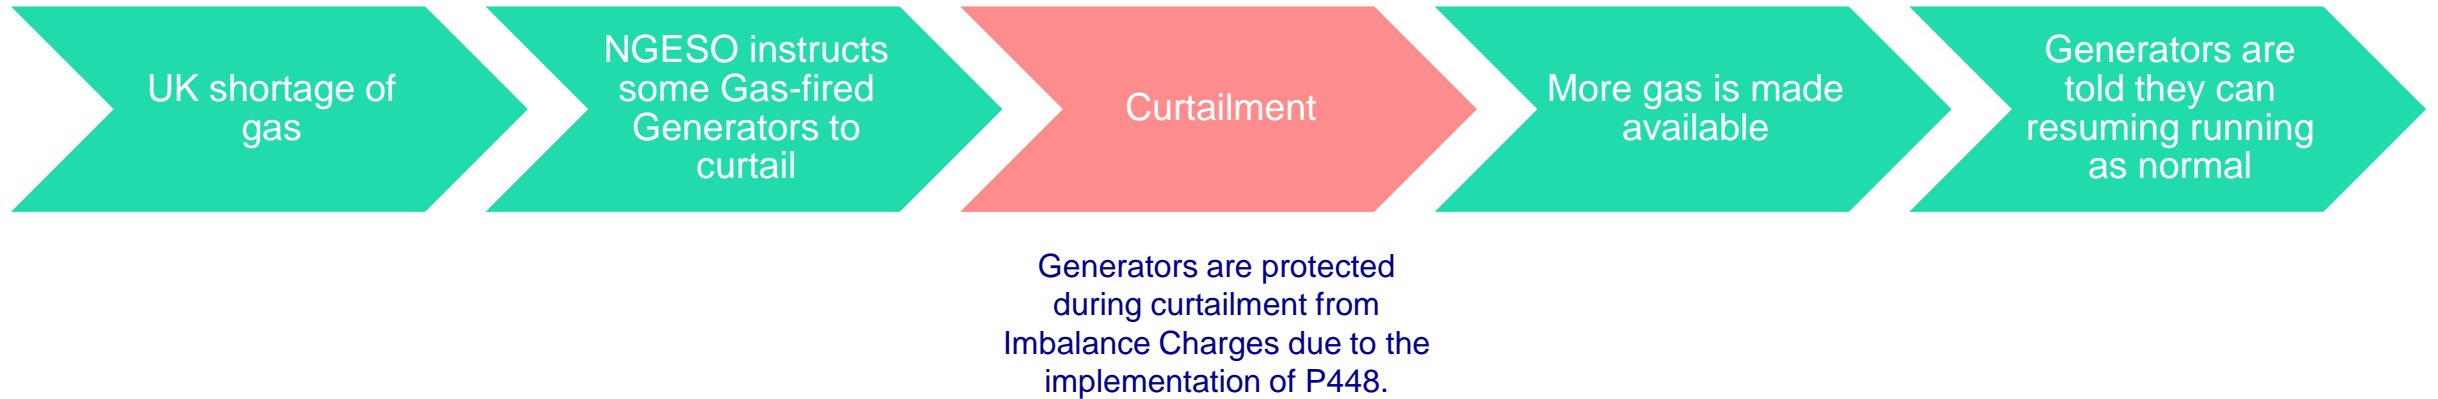 UK shortage of
gas
NGESO instructs
some Gas-fired
Generators to
curtail
Curtailment
More gas is made
available
Generators are
told they can
resuming running
as normal
Generators are protected
during curtailment from
Imbalance Charges due to the
implementation of P448.